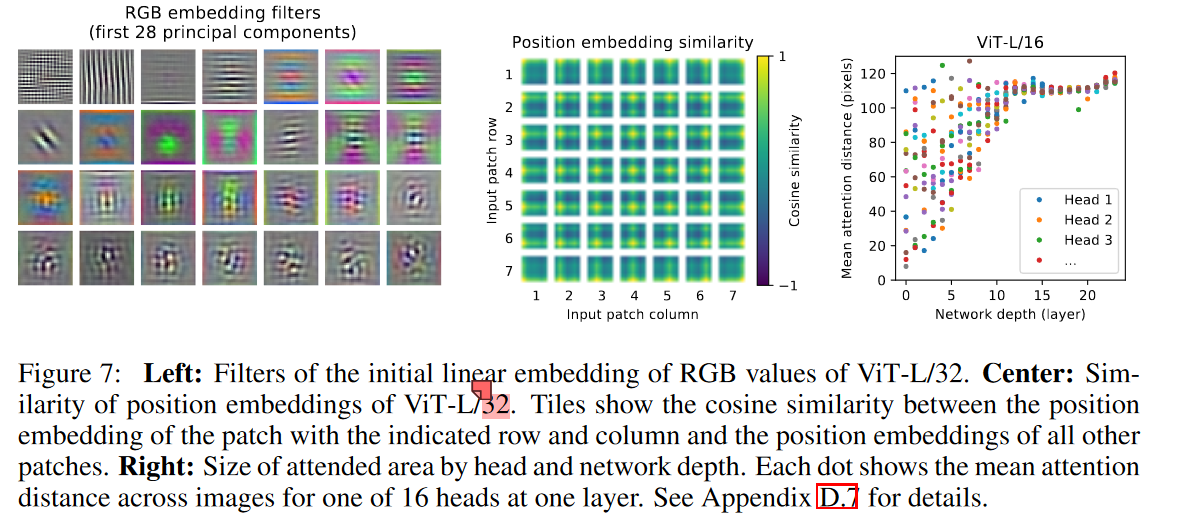 RGB embedding filters
(first 28 principal components)
Position embedding similarity
1
2
3
4
5
6
7
Input patch row
1 2 3 4 5 6 7
Input patch column
1
−1
Cosine similarity
ViT-L/16
120
100
80
60
40
20
0
Mean attention distance (pixels)
Head 1
Head 2
Head 3
...
0 5 10 15 20
Network depth (layer)
Figure 7: Left: Filters of the initial linear embedding of RGB values of ViT-L/32. Center: Sim-
ilarity of position embeddings of ViT-L/32. Tiles show the cosine similarity between the position
embedding of the patch with the indicated row and column and the position embeddings of all other
patches. Right: Size of attended area by head and network depth. Each dot shows the mean attention
distance across images for one of 16 heads at one layer. See Appendix D.7 for details.